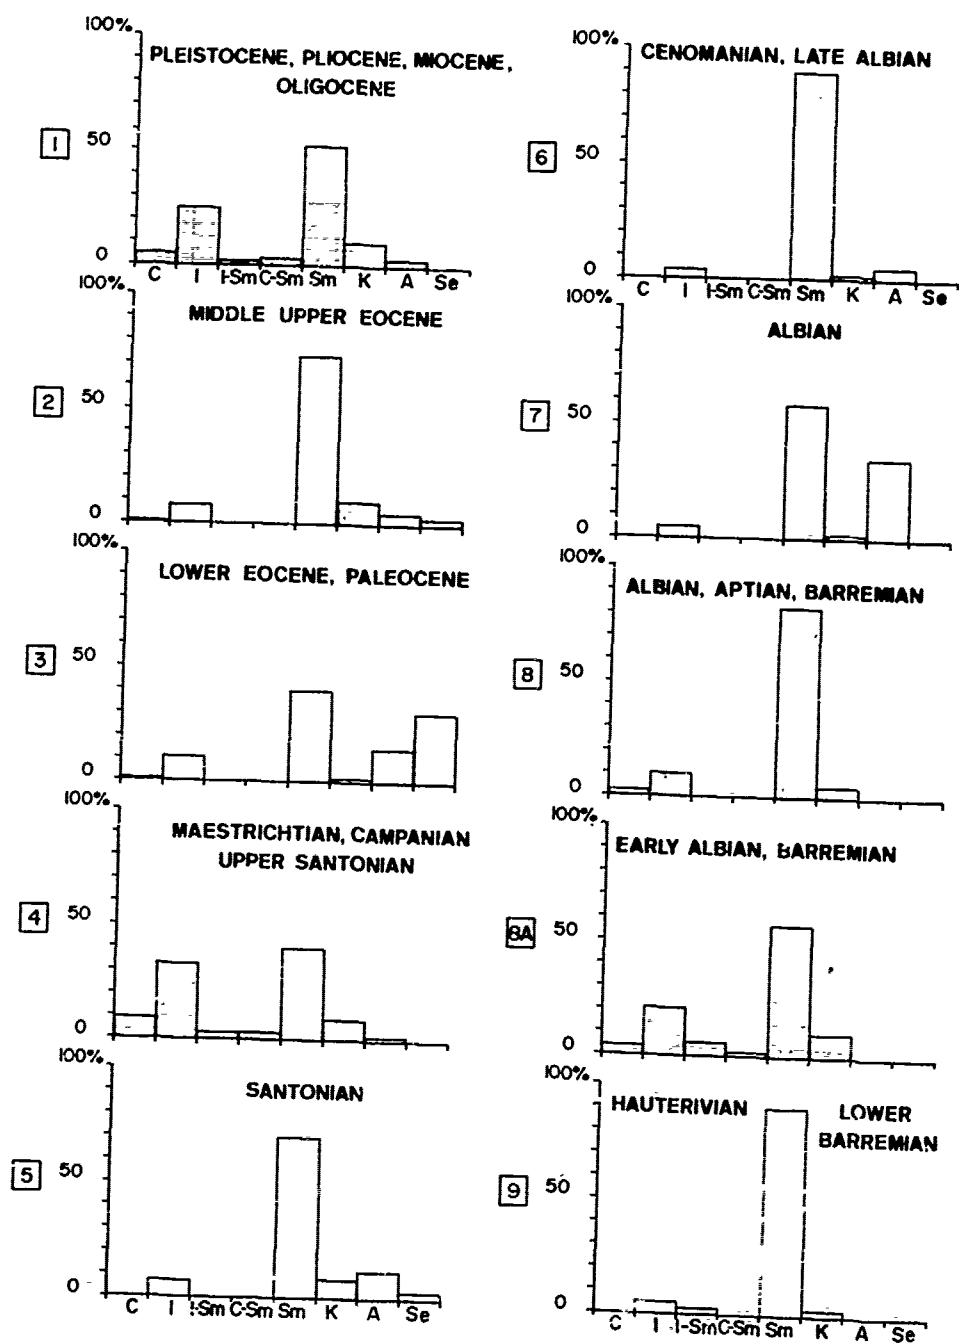 100%
PLEISTOCENE, PLIOCENE, MIOCENE,
OLIGOCENE
1
50
0
C I I-Sm C-Sm Sm K A Se
100%
MIDDLE UPPER EOCENE
2
50
0
100%
LOWER EOCENE, PALEOCENE
3
50
0
100%
MAESTRICHTIAN, CAMPANIAN
UPPER SANTONIAN
4
50
0
100%
SANTONIAN
5
50
0
C I I-Sm C-Sm Sm K A Se
100%
CENOMANIAN, LATE ALBIAN
6
50
0
C I I-Sm C-Sm Sm K A Se
100%
ALBIAN
7
50
0
100%
ALBIAN, APTIAN, BARREMIAN
8
50
0
100%
EARLY ALBIAN, BARREMIAN
8A
50
0
100%
HAUTERIVIAN LOWER
BARREMIAN
9
50
0
C I I-Sm C-Sm Sm K A Se